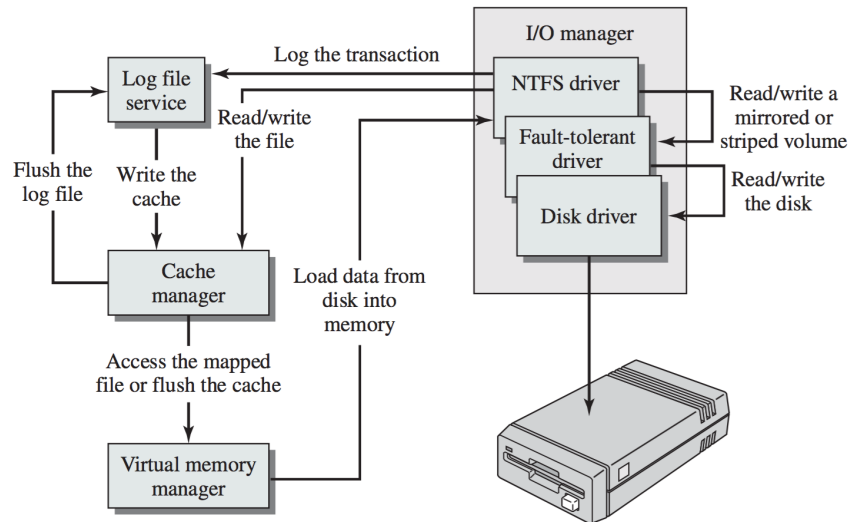 I/O manager
Log the transaction
Log file
service
NTFS driver
Read/write
the file
Read/write a
mirrored or
striped volume
Fault-tolerant
driver
Flush the
log file
Write the
cache
Read/write
the disk
Disk driver
Cache
manager
Load data from
disk into
memory
Access the mapped
file or flush the cache
Virtual memory
manager